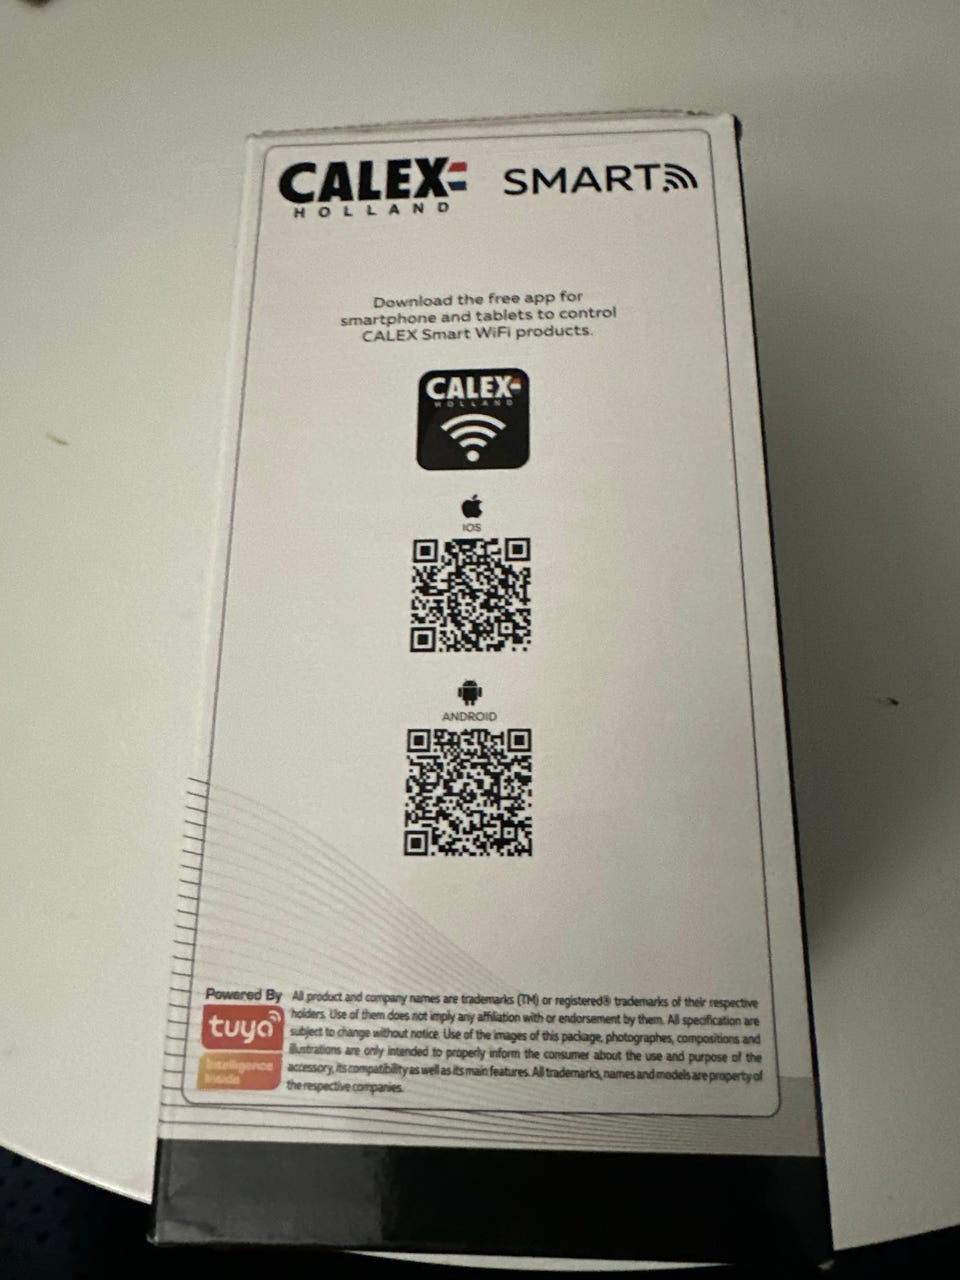 CALEX SMART
HOLLAND
Download the free app for
smartphone and tablets to control
CALEX Smart WiFi products.
CALEX
HOLLAND
IOS
ANDROID
Powered By
tuya
Intelligence
Inside
All product and company names are trademarks (TM) or registered® trademarks of their respective
holders. Use of them does not imply any affiliation with or endorsement by them. All specification are
subject to change without notice. Use of the images of this package, photographes, compositions and
illustrations are only intended to properly inform the consumer about the use and purpose of the
accessory, its compatibility as well as its main features. All trademarks, names and models are property of
the respective companies.